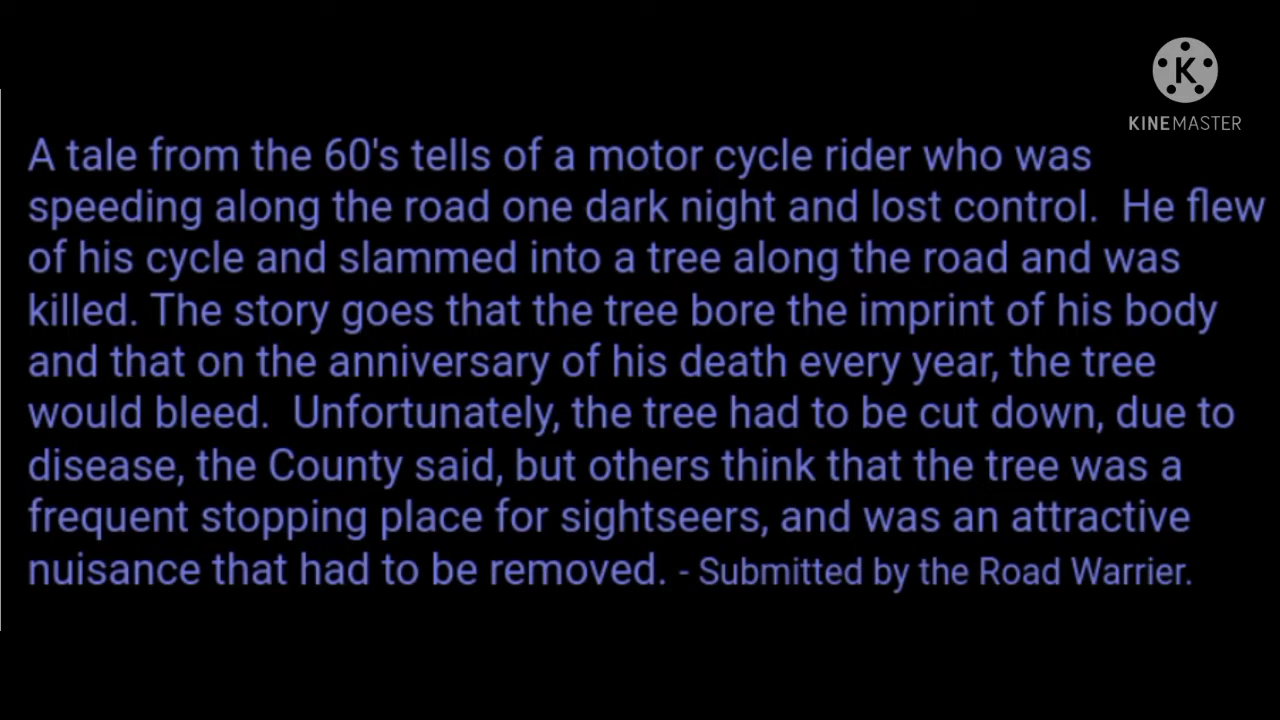 K
KINEMASTER
A tale from the 60's tells of a motor cycle rider who was
speeding along the road one dark night and lost control.  He flew
of his cycle and slammed into a tree along the road and was
killed. The story goes that the tree bore the imprint of his body
and that on the anniversary of his death every year, the tree
would bleed.  Unfortunately, the tree had to be cut down, due to
disease, the County said, but others think that the tree was a
frequent stopping place for sightseers, and was an attractive
nuisance that had to be removed. - Submitted by the Road Warrier.